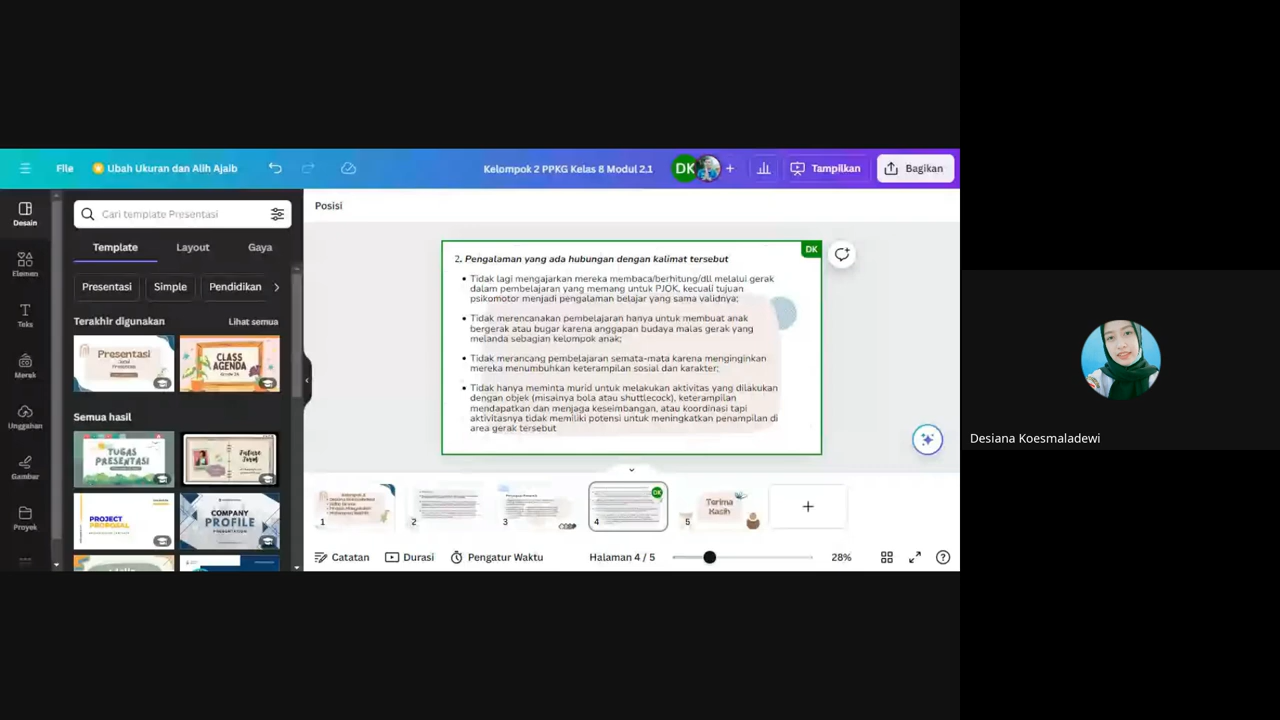 File
Ubah Ukuran dan Alih Ajaib
Kelompok 2 PPKG Kelas 8 Modul 2.1
DK
Tampilkan
Bagikan
Desain
Elemen
Teks
Merek
Unggahan
Gambar
Proyek
Cari template Presentasi
Template
Layout
Gaya
Presentasi
Simple
Pendidikan
Terakhir digunakan
Lihat semua
Presentasi
CLASS
AGENDA
Semua hasil
TUGAS
PRESENTASI
PROJECT
PROPOSAL
COMPANY
PROFILE
Posisi
DK
2. Pengalaman yang ada hubungan dengan kalimat tersebut
• Tidak lagi mengajarkan mereka membaca/berhitung/dll melalui gerak
dalam pembelajaran yang memang untuk PJOK, kecuali tujuan
psikomotor menjadi pengalaman belajar yang sama validnya;
• Tidak merencanakan pembelajaran hanya untuk membuat anak
bergerak atau bugar karena anggapan budaya malas gerak yang
melanda sebagian kelompok anak;
• Tidak merancang pembelajaran semata-mata karena menginginkan
mereka menumbuhkan keterampilan sosial dan karakter;
• Tidak hanya meminta murid untuk melakukan aktivitas yang dilakukan
dengan objek (misalnya bola atau shuttlecock), keterampilan
mendapatkan dan menjaga keseimbangan, atau koordinasi tapi
aktivitasnya tidak memiliki potensi untuk meningkatkan penampilan di
area gerak tersebut
1
2
3
4
DK
5
Terima
Kasih
Catatan
Durasi
Pengatur Waktu
Halaman 4 / 5
28%
Desiana Koesmaladewi